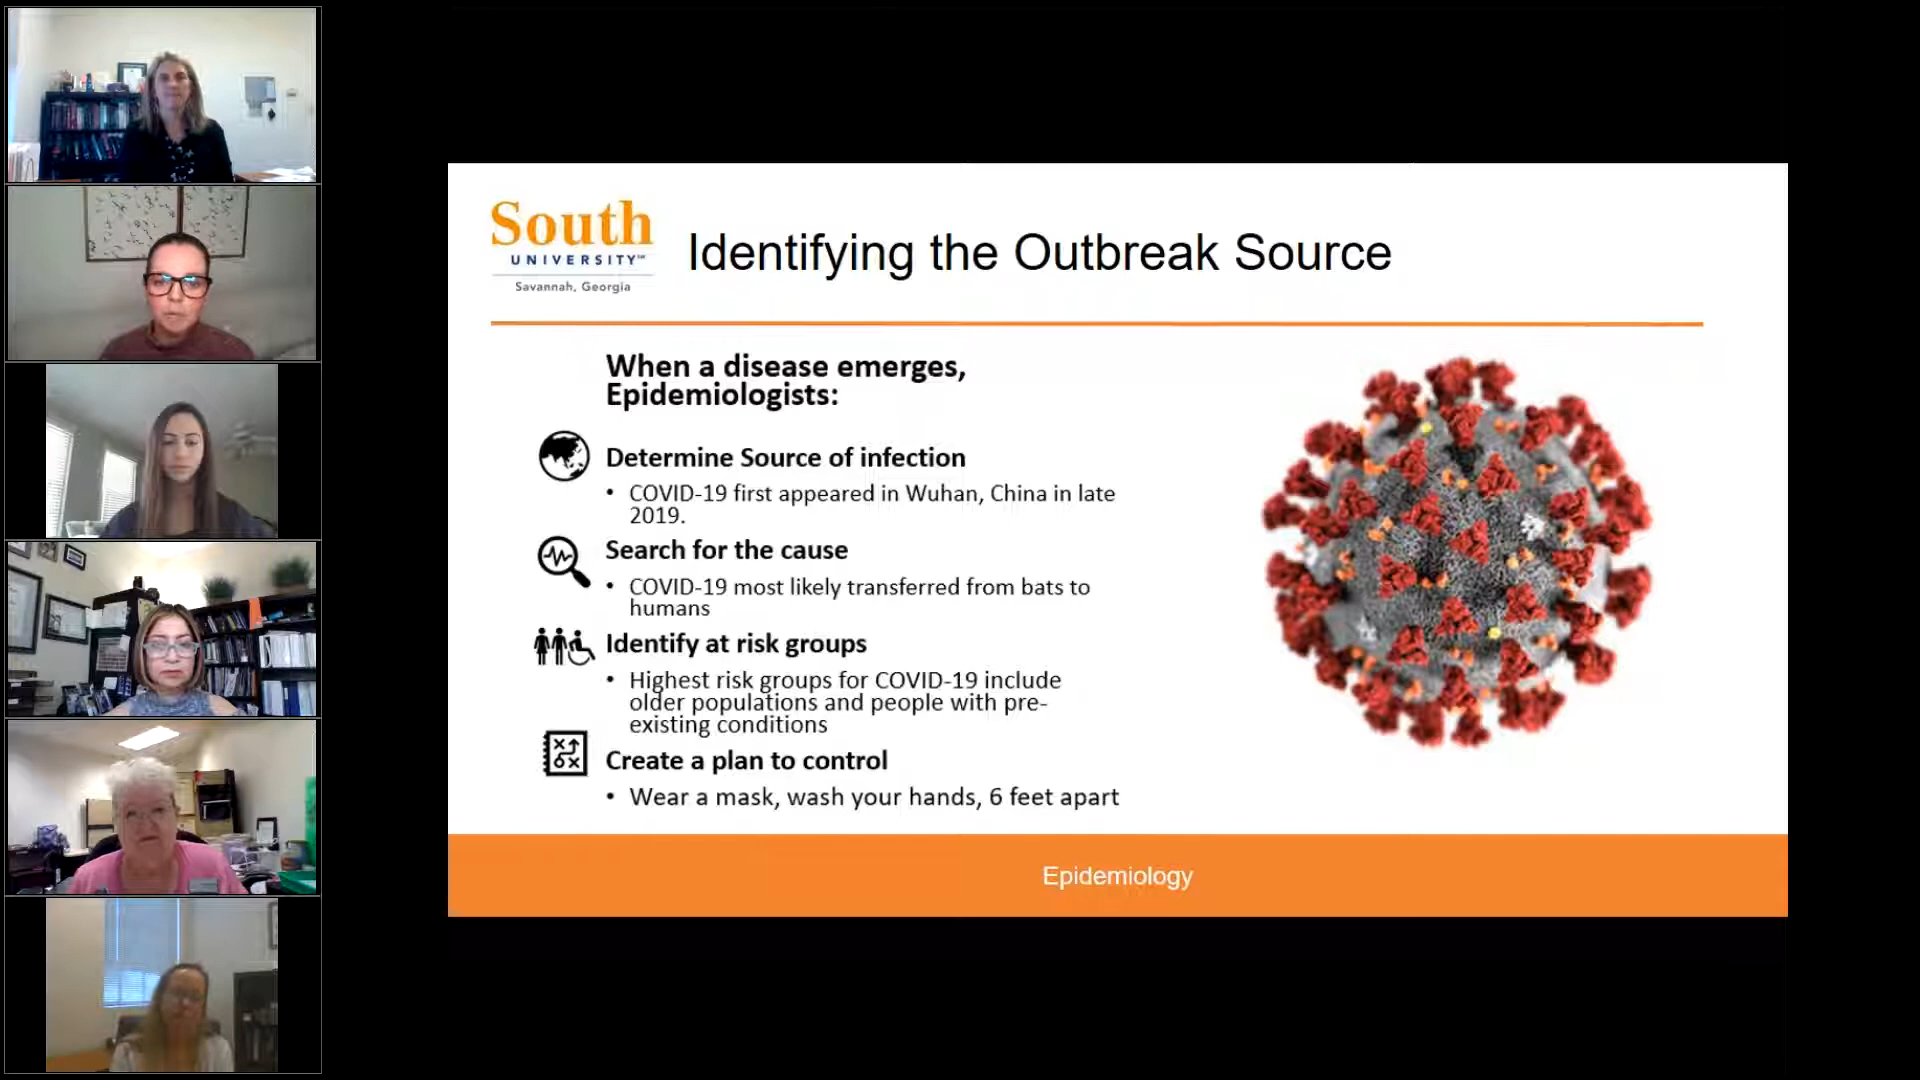 South
UNIVERSITY
Savannah, Georgia
Identifying the Outbreak Source
When a disease emerges,
Epidemiologists:
Determine Source of infection
• COVID-19 first appeared in Wuhan, China in late
2019.
Search for the cause
• COVID-19 most likely transferred from bats to
humans
Identify at risk groups
• Highest risk groups for COVID-19 include
older populations and people with pre-
existing conditions
Create a plan to control
• Wear a mask, wash your hands, 6 feet apart
Epidemiology